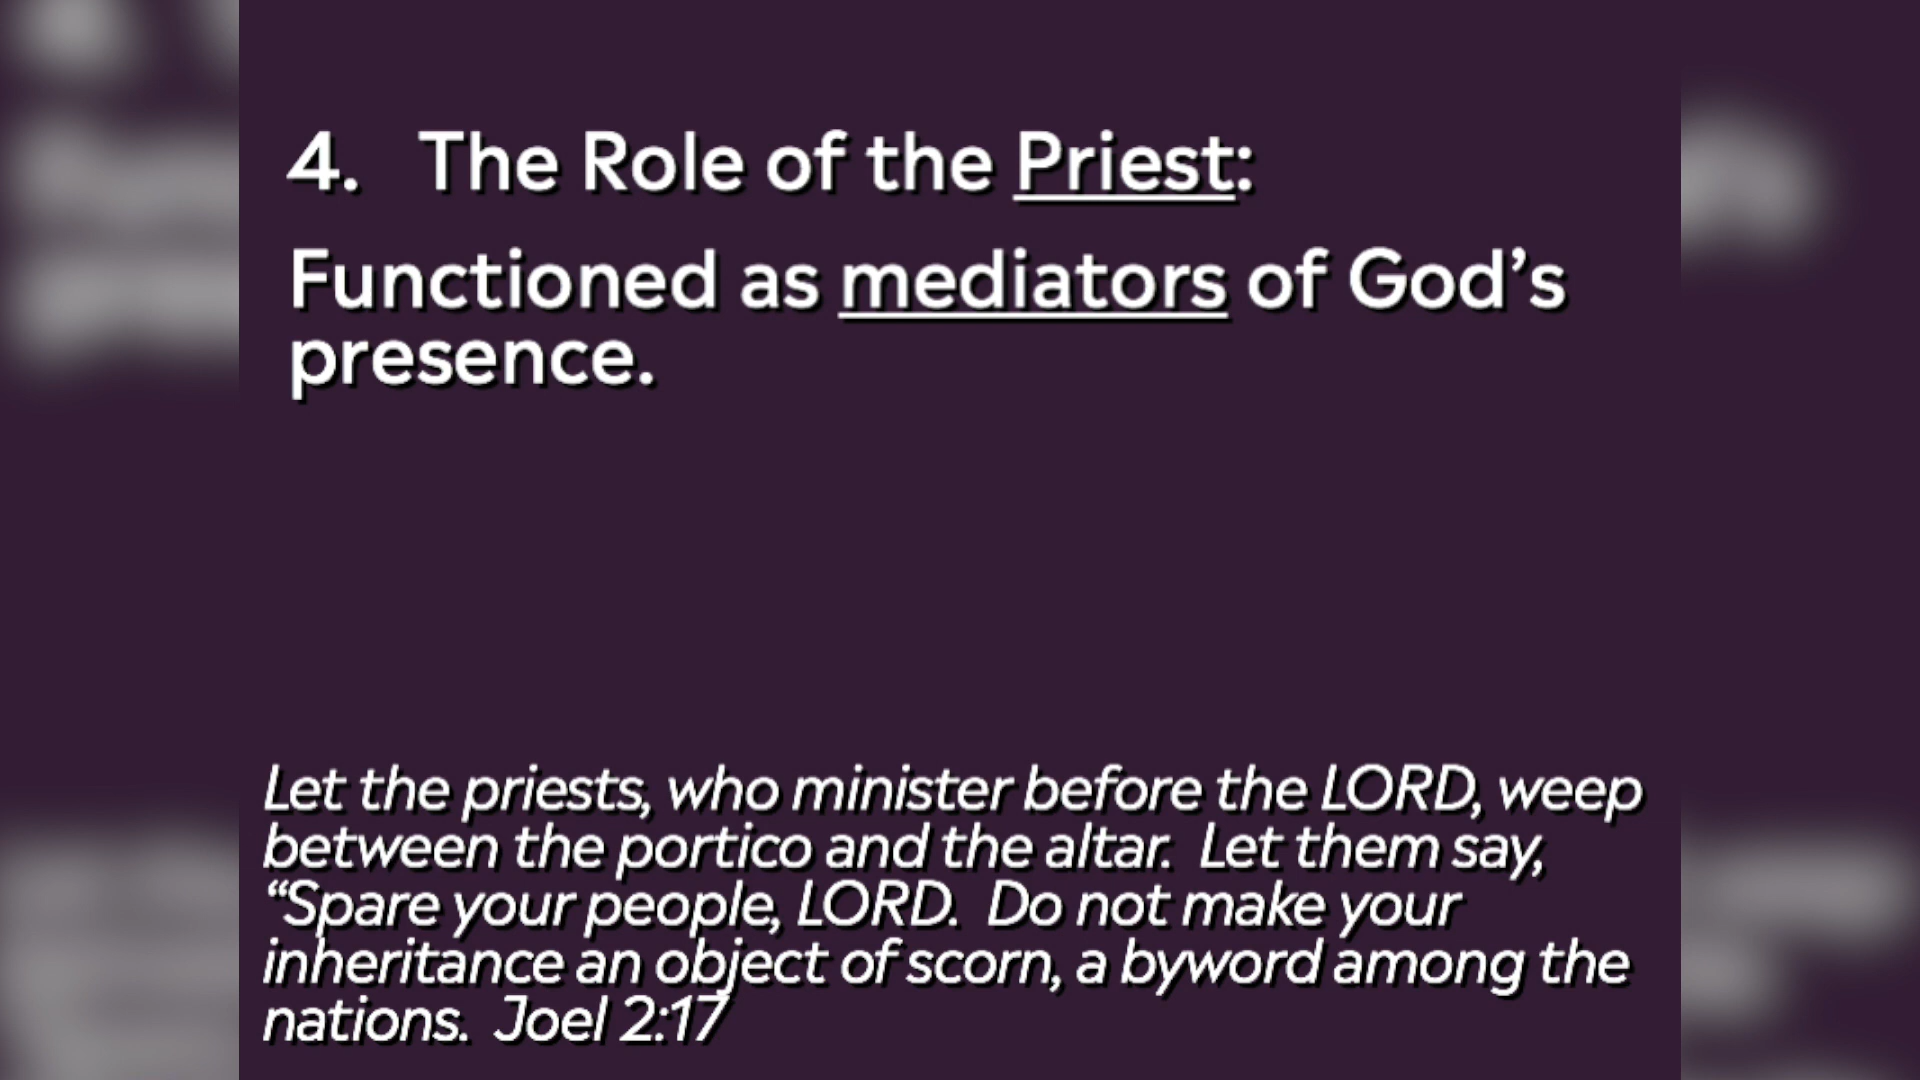 4. The Role of the Priest:
Functioned as mediators of God’s
presence.
Let the priests, who minister before the LORD, weep
between the portico and the altar. Let them say,
“Spare your people, LORD. Do not make your
inheritance an object of scorn, a byword among the
nations. Joel 2:17